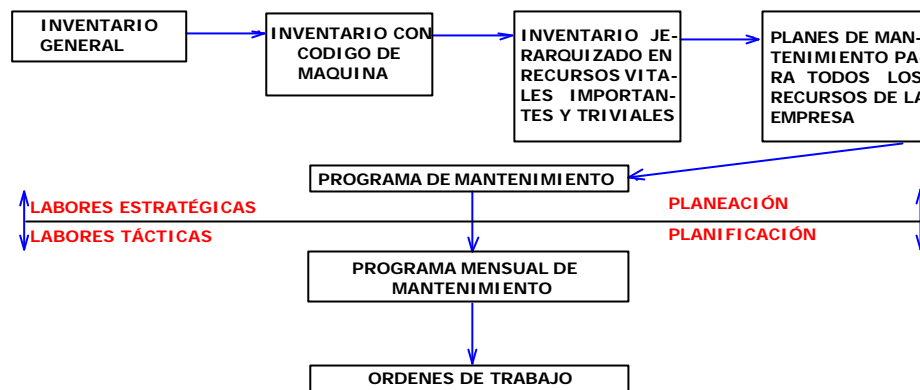 INVENTARIO
GENERAL
INVENTARIO CON
CODIGO DE
MAQUINA
INVENTARIO JE-
RARQUIZADO EN
RECURSOS VITA-
LES IMPORTAN-
TES Y TRIVIALES
PLANES DE MAN-
TENIMIENTO PA-
RA TODOS LOS
RECURSOS DE LA
EMPRESA
PROGRAMA DE MANTENIMIENTO
LABORES ESTRATÉGICAS
PLANEACIÓN
LABORES TÁCTICAS
PLANIFICACIÓN
PROGRAMA MENSUAL DE
MANTENIMIENTO
ORDENES DE TRABAJO